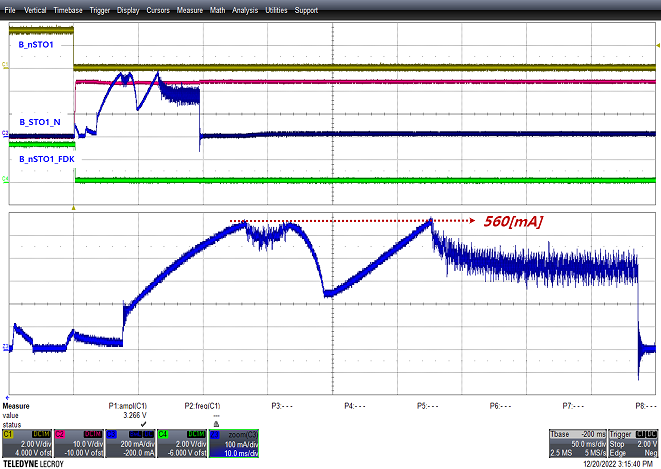 File Vertical Timebase Trigger Display Cursors Measure Math Analysis Utilities Support
B_nSTO1
C1
B_STO1_N
C3
B_nSTO1_FDK
C4
560[mA]
Z3
Measure P1:ampl(C1) P2:freq(C1) P3:--- P4:--- P5:--- P6:--- P7:--- P8:---
value 3.266 V ---
status
C1 DC1M C2 DC1M C4 DC1M zoom(C3) Tbase -200 ms Trigger C1 DC
2.00 V/div 10.0 V/div 200 mA/div 2.00 V/div 100 mA/div 50.0 ms/div Stop 2.00 V
4.000 V ofst -10.00 V ofst -200.0 mA -6.000 V ofst 10.0 ms/div 2.5 MS 5 MS/s Edge Neg
TELEDYNE LECROY 12/20/2022 3:15:40 PM